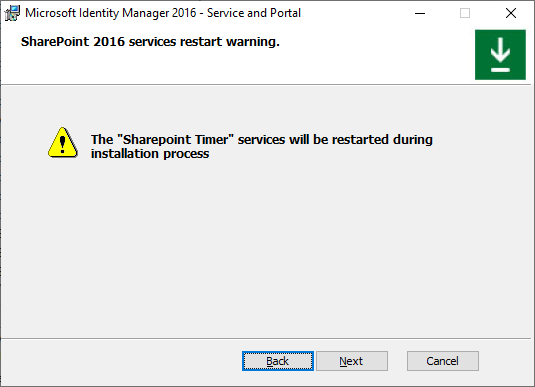 Microsoft Identity Manager 2016 - Service and Portal
SharePoint 2016 services restart warning.
The "Sharepoint Timer" services will be restarted during
installation process
Back
Next
Cancel